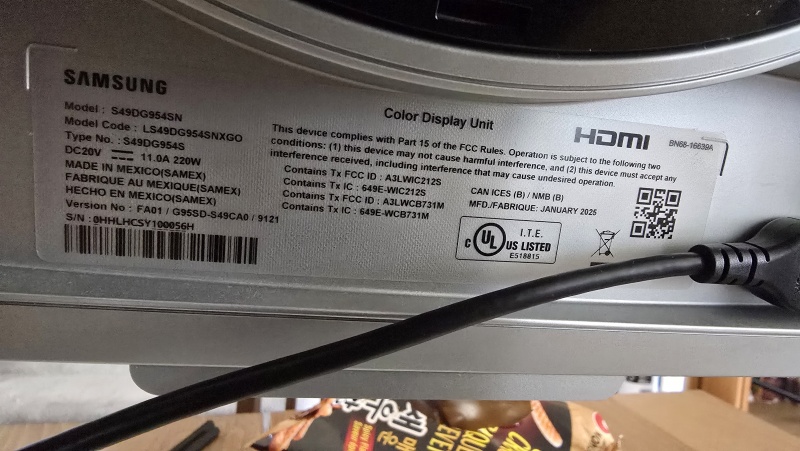 SAMSUNG
Model : S49DG954SN
Model Code : LS49DG954SNXGO
Type No. : S49DG954S
DC20V 11.0A 220W
MADE IN MEXICO(SAMEX)
FABRIQUE AU MEXIQUE(SAMEX)
HECHO EN MEXICO(SAMEX)
Version No : FA01 / G95SD-S49CA0 / 9121
S/N : 0HHLHCSY100056H
Color Display Unit
HDMI
BN68-16639A
This device complies with Part 15 of the FCC Rules. Operation is subject to the following two
conditions: (1) this device may not cause harmful interference, and (2) this device must accept any
interference received, including interference that may cause undesired operation.
Contains Tx FCC ID : A3LWIC212S
Contains Tx IC : 649E-WIC212S
Contains Tx FCC ID : A3LWCB731M
Contains Tx IC : 649E-WCB731M
CAN ICES (B) / NMB (B)
MFD./FABRIQUE: JANUARY 2025
C UL US LISTED
I.T.E.
E518815